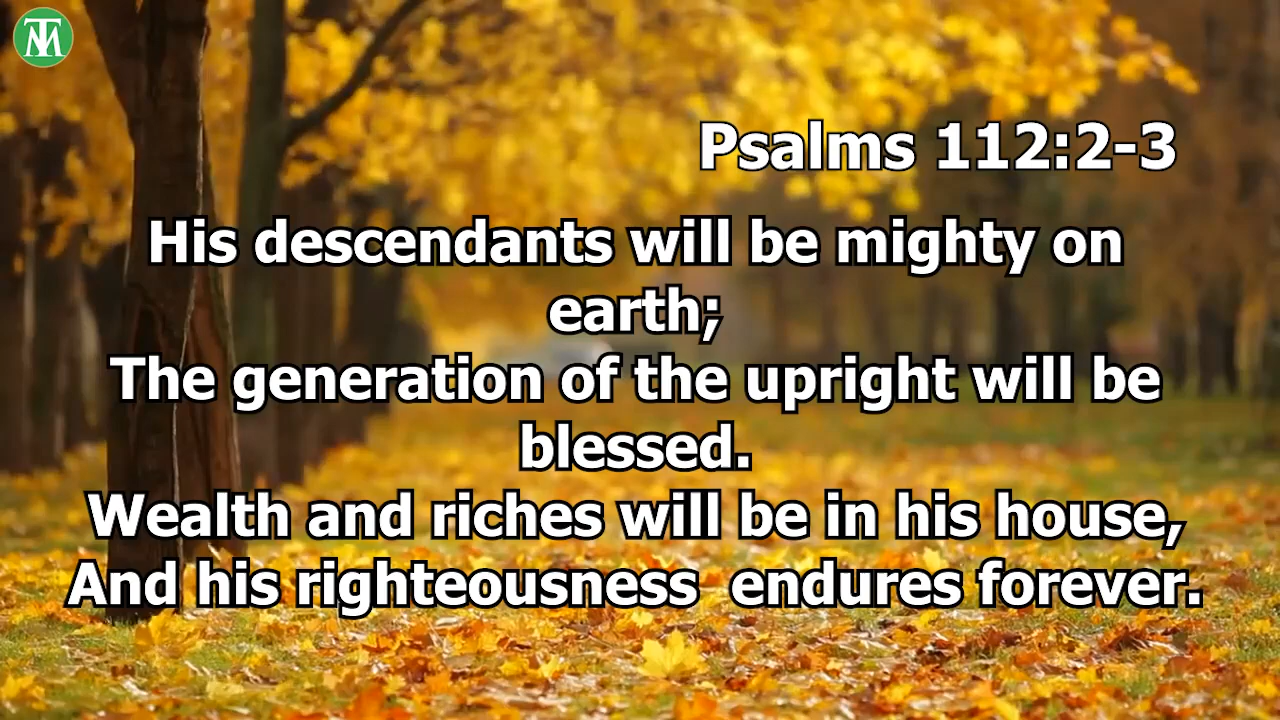 TM
Psalms 112:2-3
His descendants will be mighty on
earth;
The generation of the upright will be
blessed.
Wealth and riches will be in his house,
And his righteousness  endures forever.